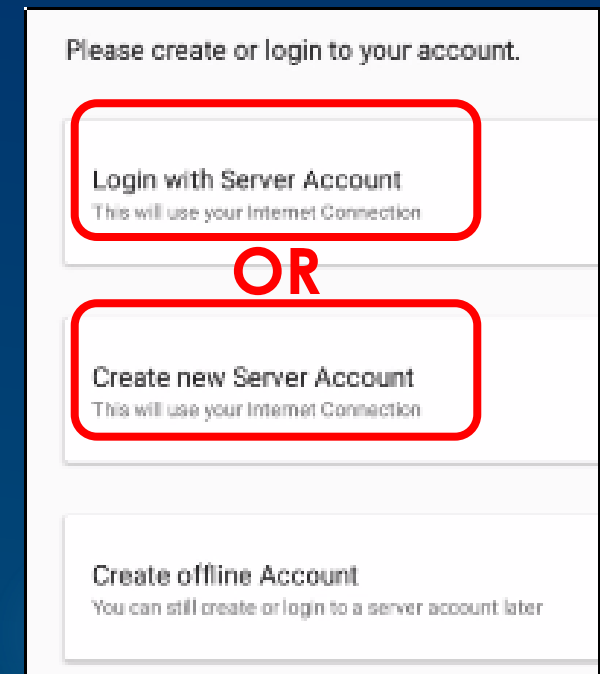 Please create or login to your account.
Login with Server Account
This will use your Internet Connection
OR
Create new Server Account
This will use your Internet Connection
Create offline Account
You can still create or login to a server account later